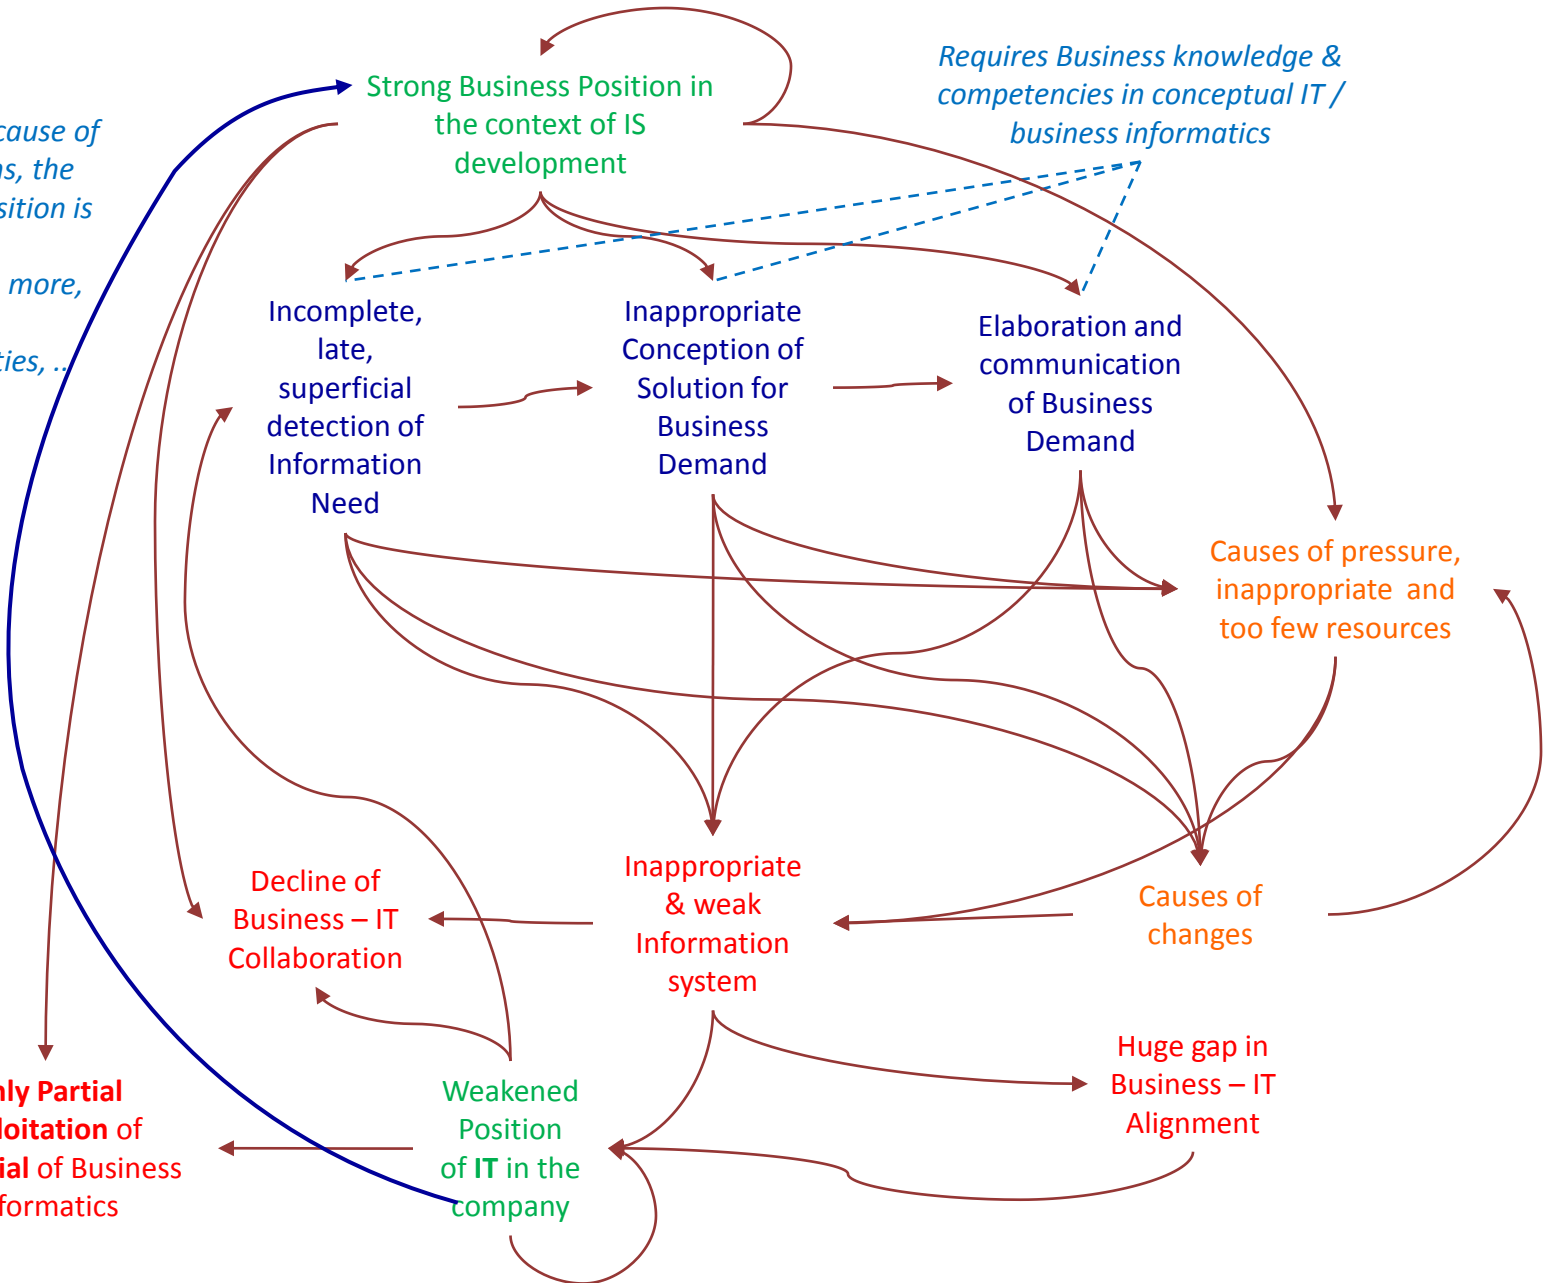 Requires Business knowledge &
competencies in conceptual IT /
business informatics
Strong Business Position in
the context of IS
development
cause of
the
sition is
more,
ties, ..
Incomplete,
late,
superficial
detection of
Information
Need
Inappropriate
Conception of
Solution for
Business
Demand
Elaboration and
communication
of Business
Demand
Causes of pressure,
inappropriate and
too few resources
Decline of
Business – IT
Collaboration
Inappropriate
& weak
Information
system
Causes of
changes
Huge gap in
Business – IT
Alignment
nly Partial
loitation of
ial of Business
formatics
Weakened
Position
of IT in the
company